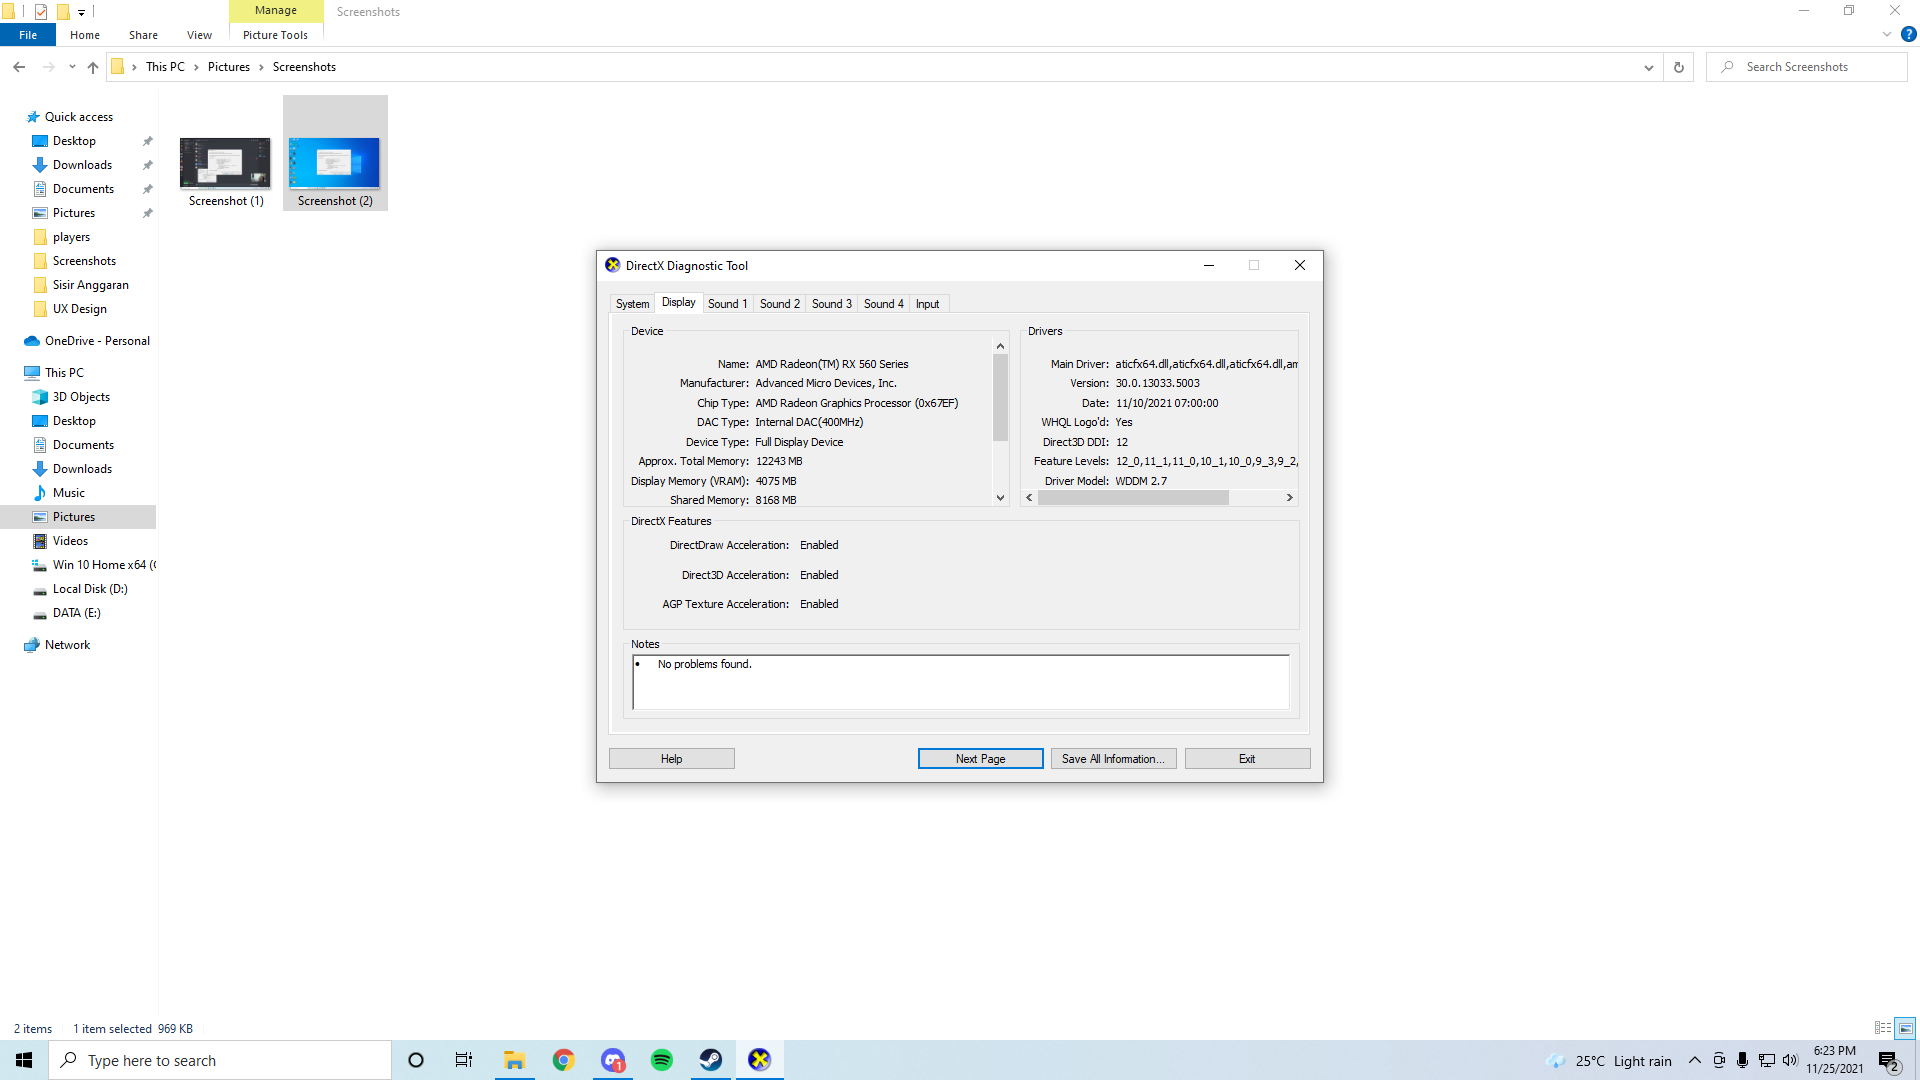 Manage
Screenshots
File
Home
Share
View
Picture Tools
This PC
Pictures
Screenshots
Search Screenshots
Quick access
Desktop
Downloads
Documents
Pictures
players
Screenshots
Sisir Anggaran
UX Design
OneDrive - Personal
This PC
3D Objects
Desktop
Documents
Downloads
Music
Pictures
Videos
Win 10 Home x64 (
Local Disk (D:)
DATA (E:)
Network
Screenshot (1)
Screenshot (2)
DirectX Diagnostic Tool
System
Display
Sound 1
Sound 2
Sound 3
Sound 4
Input
Device
Name: AMD Radeon(TM) RX 560 Series
Manufacturer: Advanced Micro Devices, Inc.
Chip Type: AMD Radeon Graphics Processor (0x67EF)
DAC Type: Internal DAC(400MHz)
Device Type: Full Display Device
Approx. Total Memory: 12243 MB
Display Memory (VRAM): 4075 MB
Shared Memory: 8168 MB
Drivers
Main Driver: aticfx64.dll,aticfx64.dll,aticfx64.dll,am
Version: 30.0.13033.5003
Date: 11/10/2021 07:00:00
WHQL Logo'd: Yes
Direct3D DDI: 12
Feature Levels: 12_0,11_1,11_0,10_1,10_0,9_3,9_2,
Driver Model: WDDM 2.7
DirectX Features
DirectDraw Acceleration: Enabled
Direct3D Acceleration: Enabled
AGP Texture Acceleration: Enabled
Notes
• No problems found.
Help
Next Page
Save All Information...
Exit
2 items
1 item selected 969 KB
Type here to search
1
25°C Light rain
6:23 PM
11/25/2021
2